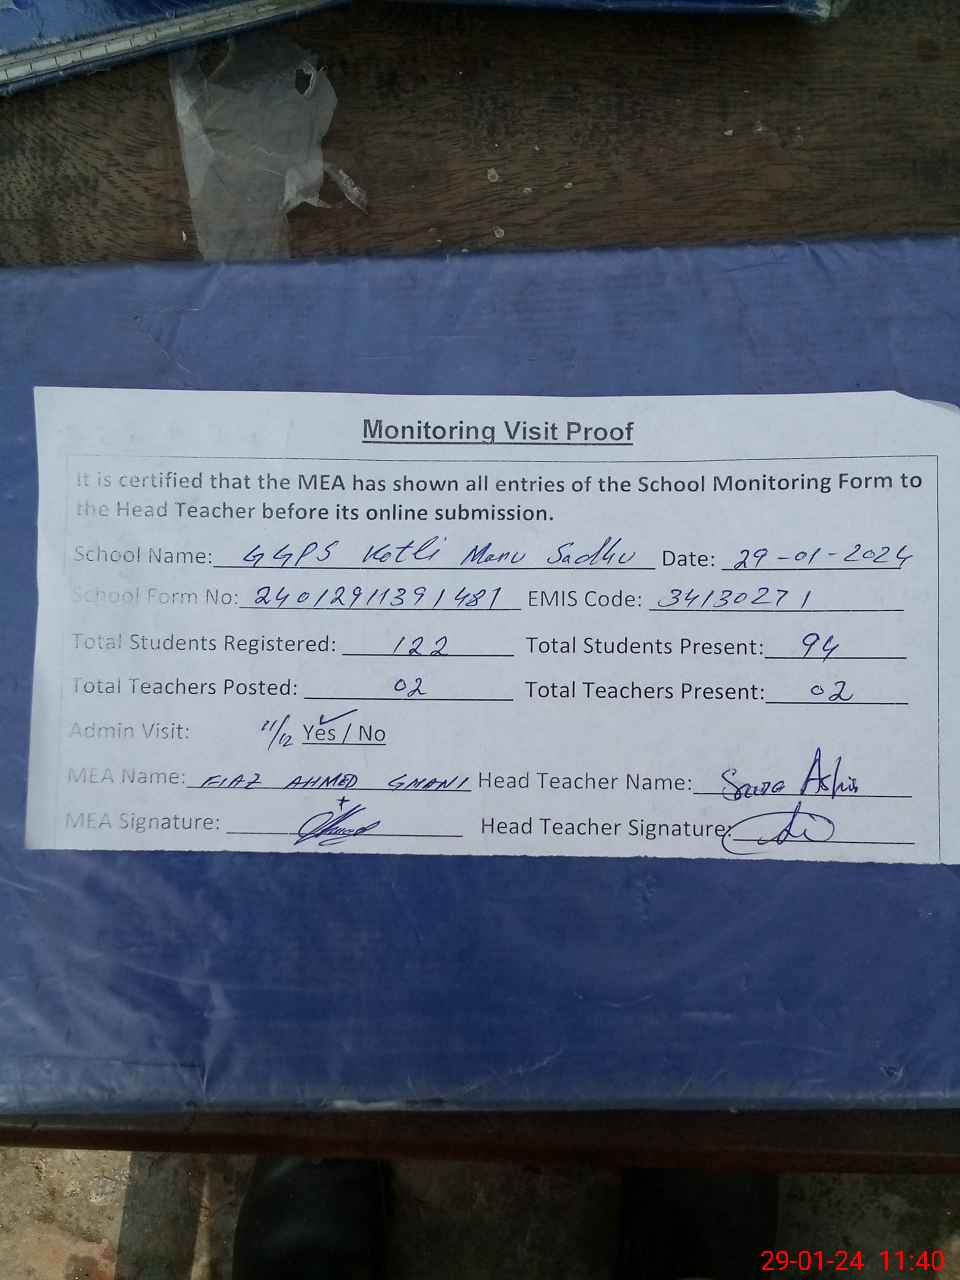 Monitoring Visit Proof
It is certified that the MEA has shown all entries of the School Monitoring Form to
the Head Teacher before its online submission.
School Name: GGPS Kotli Manu Sadhu Date: 29-01-2024
School Form No: 24012911391481 EMIS Code: 34130271
Total Students Registered: 122 Total Students Present: 94
Total Teachers Posted: 02 Total Teachers Present: 02
Admin Visit: 11/12 Yes / No
MEA Name: FIAZ AHMED Head Teacher Name:
MEA Signature: Head Teacher Signature:
29-01-24 11:40